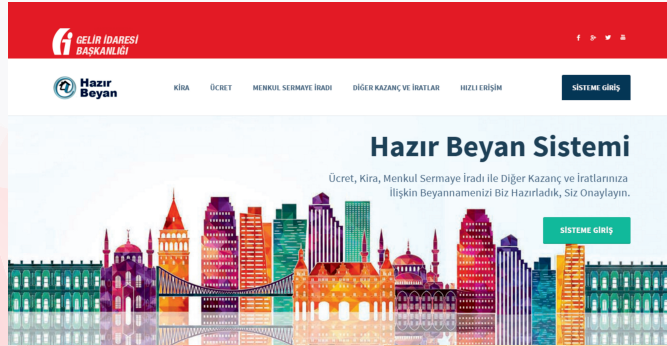 GELİR İDARESİ
BAŞKANLIĞI
Hazır
Beyan
KİRA ÜCRET MENKUL SERMAYE İRADI DİĞER KAZANÇ VE İRATLAR HIZLI ERİŞİM SİSTEME GİRİŞ
Hazır Beyan Sistemi
Ücret, Kira, Menkul Sermaye İradı ile Diğer Kazanç ve İratlarınıza
İlişkin Beyannamenizi Biz Hazırladık, Siz Onaylayın.
SİSTEME GİRİŞ